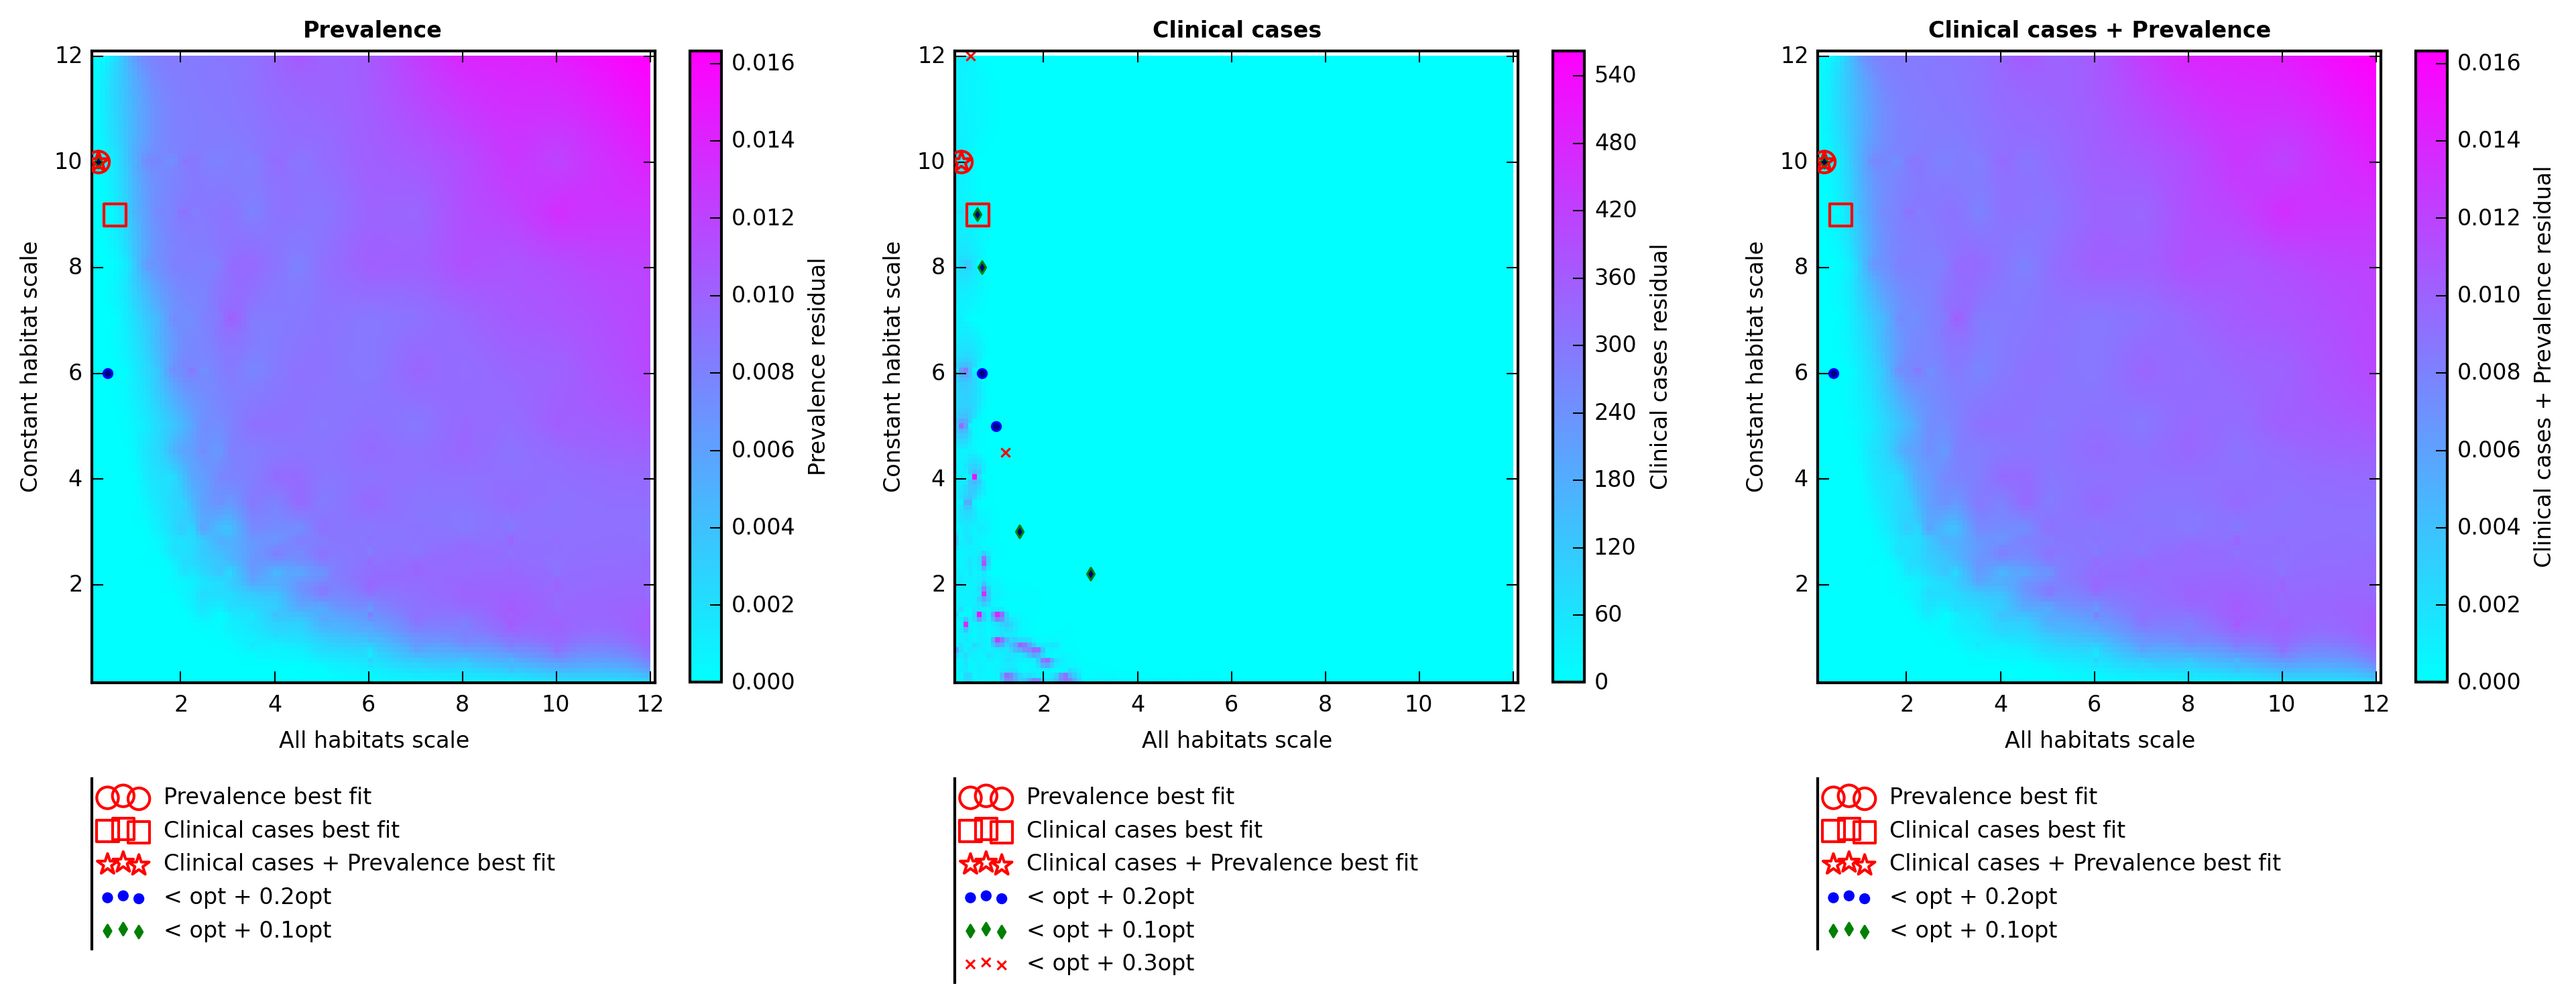 Prevalence
12
10
8
6
4
2
2 4 6 8 10 12
Constant habitat scale
All habitats scale
0.016
0.014
0.012
0.010
0.008
0.006
0.004
0.002
0.000
Prevalence residual
Prevalence best fit
Clinical cases best fit
Clinical cases + Prevalence best fit
< opt + 0.2opt
< opt + 0.1opt
Clinical cases
12
10
8
6
4
2
2 4 6 8 10 12
Constant habitat scale
All habitats scale
540
480
420
360
300
240
180
120
60
0
Clinical cases residual
Prevalence best fit
Clinical cases best fit
Clinical cases + Prevalence best fit
< opt + 0.2opt
< opt + 0.1opt
< opt + 0.3opt
Clinical cases + Prevalence
12
10
8
6
4
2
2 4 6 8 10 12
Constant habitat scale
All habitats scale
0.016
0.014
0.012
0.010
0.008
0.006
0.004
0.002
0.000
Clinical cases + Prevalence residual
Prevalence best fit
Clinical cases best fit
Clinical cases + Prevalence best fit
< opt + 0.2opt
< opt + 0.1opt